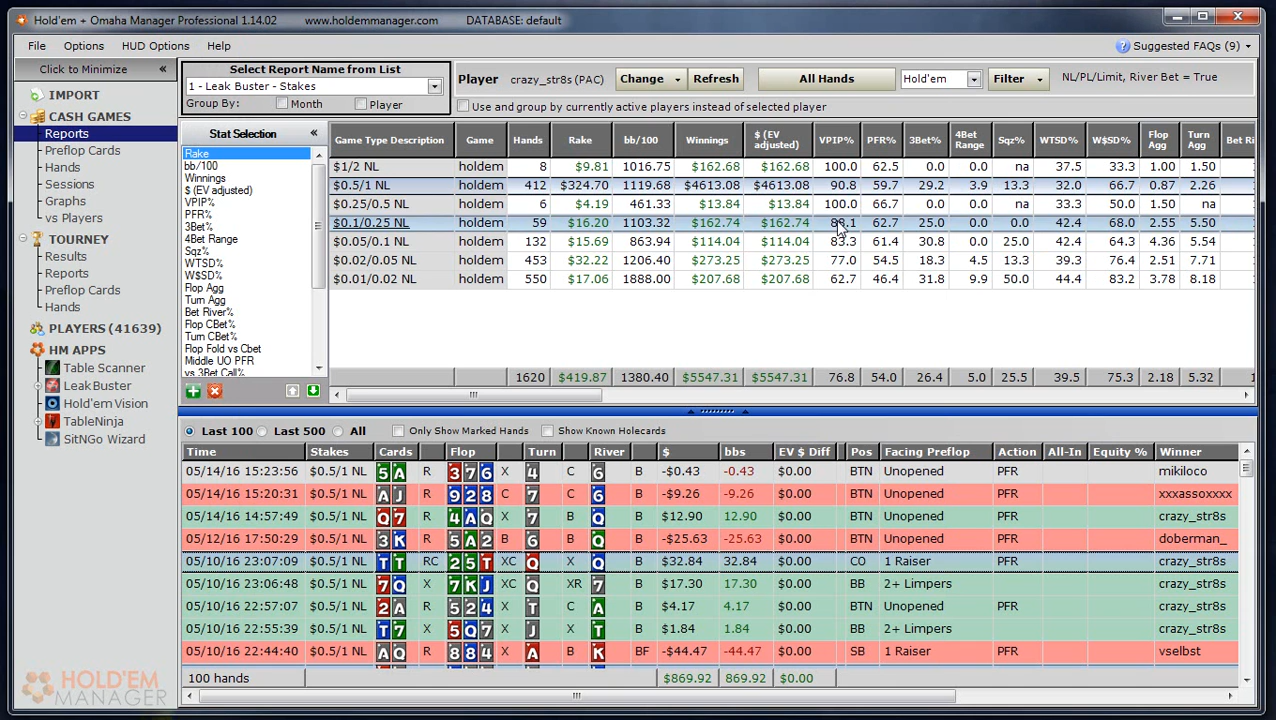 Hold'em + Omaha Manager Professional 1.14.02 www.holdemmanager.com DATABASE: default
File Options HUD Options Help Suggested FAQs (9)
Click to Minimize «
IMPORT
CASH GAMES
Reports
Preflop Cards
Hands
Sessions
Graphs
vs Players
TOURNEY
Results
Reports
Preflop Cards
Hands
PLAYERS (41639)
HM APPS
Table Scanner
LeakBuster
Hold'em Vision
TableNinja
SitNGo Wizard
HOLD'EM
MANAGER
Select Report Name from List
1 - Leak Buster - Stakes
Group By: Month Player
Player crazy_str8s (PAC) Change Refresh All Hands Hold'em Filter NL/PL/Limit, River Bet = True
Use and group by currently active players instead of selected player
Stat Selection «
Rake
bb/100
Winnings
$ (EV adjusted)
VPIP%
PFR%
3Bet%
4Bet Range
Sqz%
WTSD%
W$SD%
Flop Agg
Turn Agg
Bet River%
Flop CBet%
Turn CBet%
Flop Fold vs Cbet
Middle UO PFR
vs 3Bet Call%
Game Type Description Game Hands Rake bb/100 Winnings $ (EV adjusted) VPIP% PFR% 3Bet% 4Bet Range Sqz% WTSD% W$SD% Flop Agg Turn Agg Bet Ri
$1/2 NL holdem 8 $9.81 1016.75 $162.68 $162.68 100.0 62.5 0.0 0.0 na 37.5 33.3 1.00 1.50
$0.5/1 NL holdem 412 $324.70 1119.68 $4613.08 $4613.08 90.8 59.7 29.2 3.9 13.3 32.0 66.7 0.87 2.26
$0.25/0.5 NL holdem 6 $4.19 461.33 $13.84 $13.84 100.0 66.7 0.0 0.0 na 50.0 33.3 1.50 na
$0.1/0.25 NL holdem 59 $16.20 1103.32 $162.74 $162.74 62.7 25.0 0.0 0.0 42.4 68.0 2.55 5.50
$0.05/0.1 NL holdem 132 $15.69 863.94 $114.04 $114.04 83.3 61.4 30.8 0.0 25.0 42.4 64.3 4.36 5.54
$0.02/0.05 NL holdem 453 $32.22 1206.40 $273.25 $273.25 77.0 54.5 18.3 4.5 13.3 39.3 76.4 2.51 7.71
$0.01/0.02 NL holdem 550 $17.06 1888.00 $207.68 $207.68 62.7 46.4 31.8 9.9 50.0 44.4 83.2 3.78 8.18
1620 $419.87 1380.40 $5547.31 $5547.31 76.8 54.0 26.4 5.0 25.5 39.5 75.3 2.18 5.32 1
Last 100 Last 500 All Only Show Marked Hands Show Known Holecards
Time Stakes Cards Flop Turn River $ bbs EV $ Diff Pos Facing Preflop Action All-In Equity % Winner
05/14/16 15:23:56 $0.5/1 NL 5 A R 3 7 6 X 4 C 6 B -$0.43 -0.43 $0.00 BTN Unopened PFR mikiloco
05/14/16 15:20:31 $0.5/1 NL A J R 9 2 8 C 7 C 6 B -$9.26 -9.26 $0.00 BTN Unopened PFR xxxassoxxxx
05/14/16 14:57:49 $0.5/1 NL Q 7 R 4 A Q X 7 B Q B $12.90 12.90 $0.00 BTN Unopened PFR crazy_str8s
05/12/16 17:50:29 $0.5/1 NL 3 K R 5 A 2 B 6 B Q B -$25.63 -25.63 $0.00 BTN Unopened PFR doberman_
05/10/16 23:07:09 $0.5/1 NL T T RC 2 5 T XC Q X Q B $32.84 32.84 $0.00 CO 1 Raiser PFR crazy_str8s
05/10/16 23:06:48 $0.5/1 NL 7 Q X 7 K J XC Q XR 7 B $17.30 17.30 $0.00 BB 2+ Limpers crazy_str8s
05/10/16 22:57:07 $0.5/1 NL 2 A R 5 2 4 X T C A B $4.17 4.17 $0.00 BTN Unopened PFR crazy_str8s
05/10/16 22:55:39 $0.5/1 NL T 7 X 5 Q 7 X J X T B $1.84 1.84 $0.00 BB 2+ Limpers crazy_str8s
05/10/16 22:44:40 $0.5/1 NL A Q R 8 8 4 X A B K BF -$44.47 -44.47 $0.00 SB 1 Raiser PFR vselbst
100 hands $869.92 869.92 $0.00